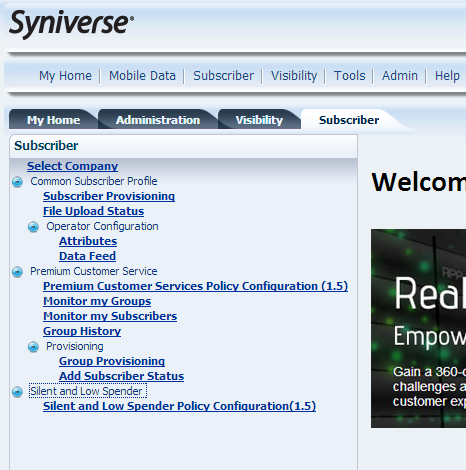 Syniverse
My Home | Mobile Data | Subscriber | Visibility | Tools | Admin | Help
My Home Administration Visibility Subscriber
Subscriber
Select Company
Common Subscriber Profile
Subscriber Provisioning
File Upload Status
Operator Configuration
Attributes
Data Feed
Premium Customer Service
Premium Customer Services Policy Configuration (1.5)
Monitor my Groups
Monitor my Subscribers
Group History
Provisioning
Group Provisioning
Add Subscriber Status
Silent and Low Spender
Silent and Low Spender Policy Configuration(1.5)
Welcom
Real
Empow
Gain a 360-d
challenges a
customer exp